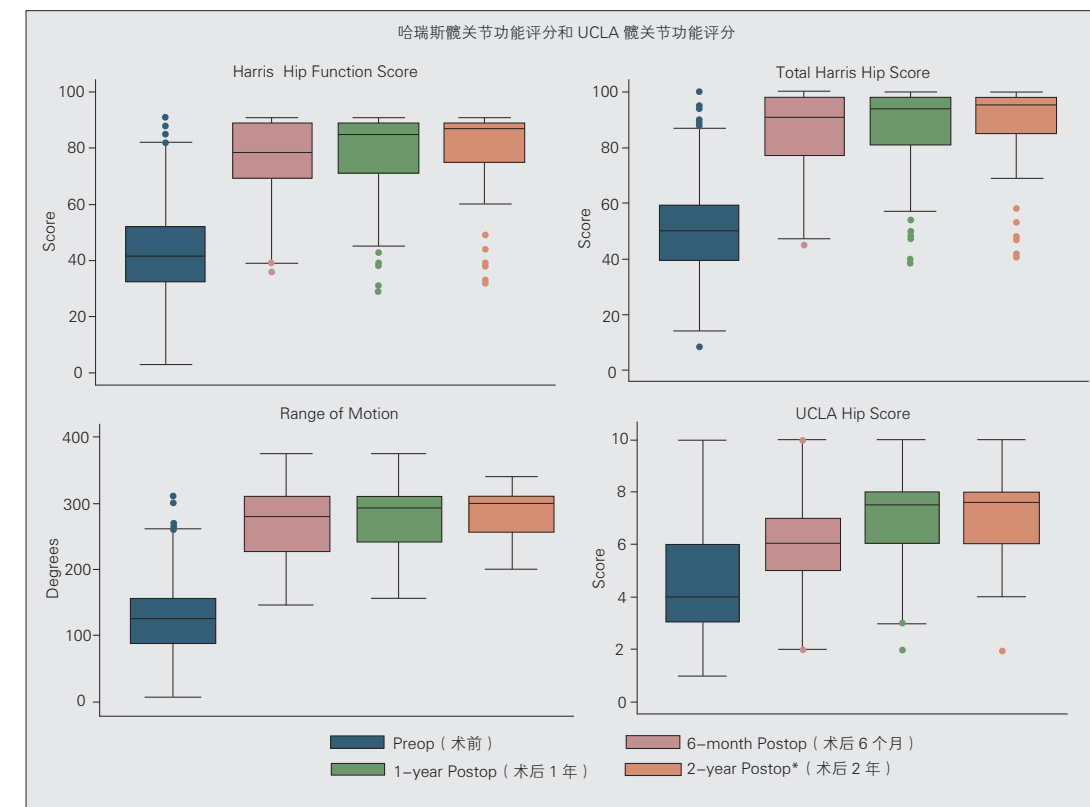 哈瑞斯髋关节功能评分和 UCLA 髋关节功能评分
Harris Hip Function Score
100
80
60
40
20
0
Score
Total Harris Hip Score
100
80
60
40
20
0
Score
Range of Motion
400
300
200
100
0
Degrees
UCLA Hip Score
10
8
6
4
2
0
Score
Preop（术前）
6-month Postop（术后 6 个月）
1-year Postop（术后 1 年）
2-year Postop*（术后 2 年）